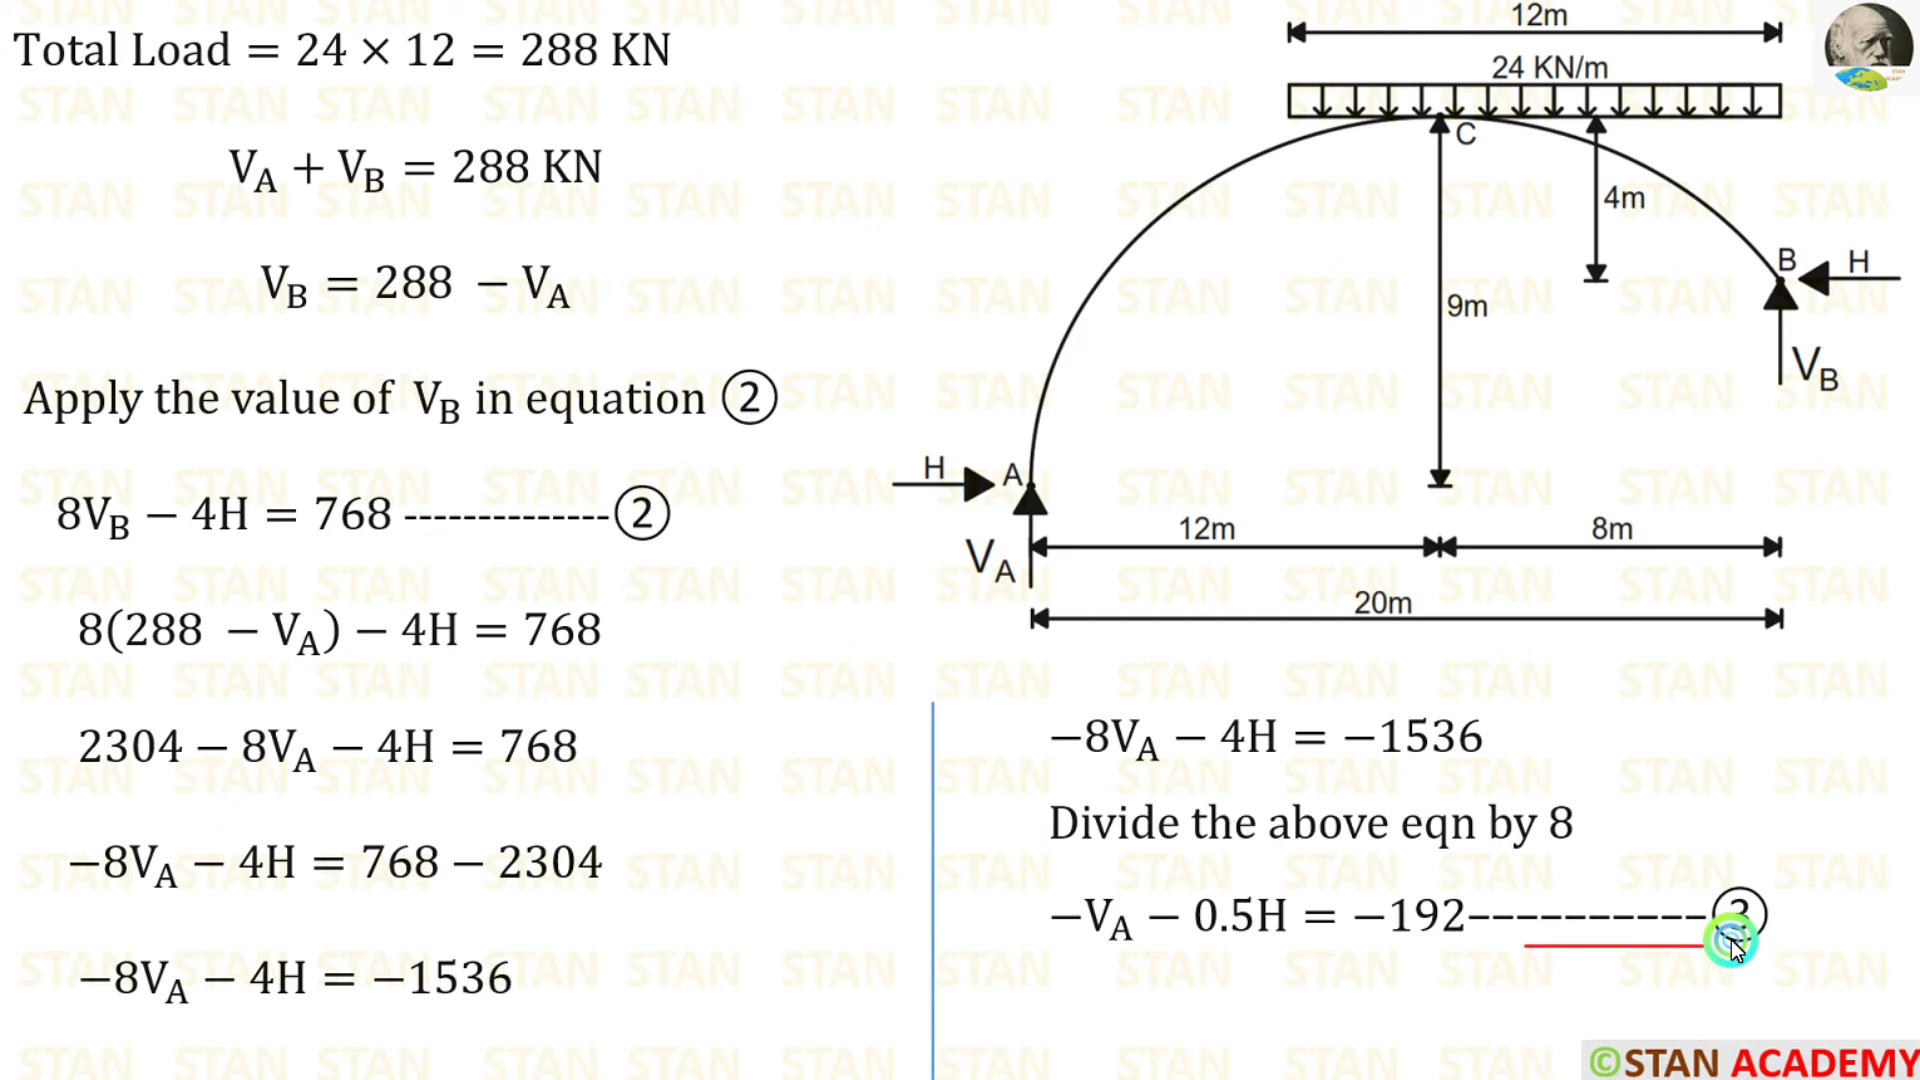 Total Load = 24 × 12 = 288 KN
V_A + V_B = 288 KN
V_B = 288 − V_A
Apply the value of V_B in equation ②
8V_B − 4H = 768 --------------②
8(288 − V_A) − 4H = 768
2304 − 8V_A − 4H = 768
−8V_A − 4H = 768 − 2304
−8V_A − 4H = −1536
12m
24 KN/m
C
4m
B
H
9m
V_B
H
A
V_A
12m
8m
20m
−8V_A − 4H = −1536
Divide the above eqn by 8
−V_A − 0.5H = −192----------③
©STAN ACADEMY